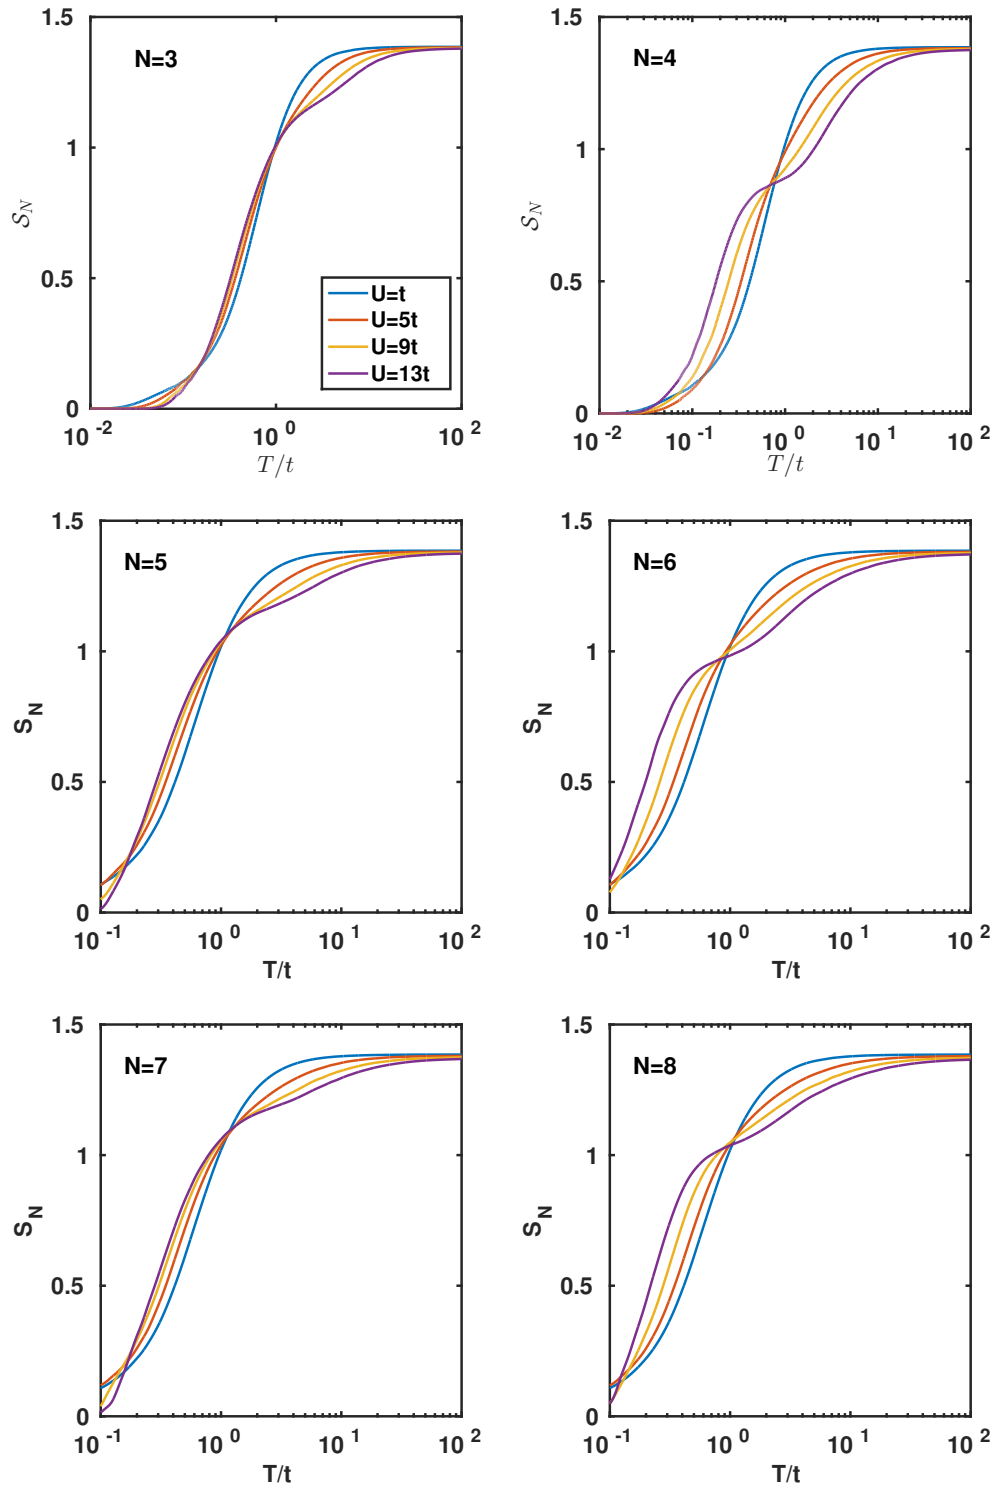 1.5
N=3
1
𝒮_N
0.5
U=t
U=5t
U=9t
U=13t
0
10^-2 10^0 10^2
T/t
1.5
N=4
1
𝒮_N
0.5
0
10^-2 10^-1 10^0 10^1 10^2
T/t
1.5
N=5
1
S_N
0.5
0
10^-1 10^0 10^1 10^2
T/t
1.5
N=6
1
S_N
0.5
0
10^-1 10^0 10^1 10^2
T/t
1.5
N=7
1
S_N
0.5
0
10^-1 10^0 10^1 10^2
T/t
1.5
N=8
1
S_N
0.5
0
10^-1 10^0 10^1 10^2
T/t